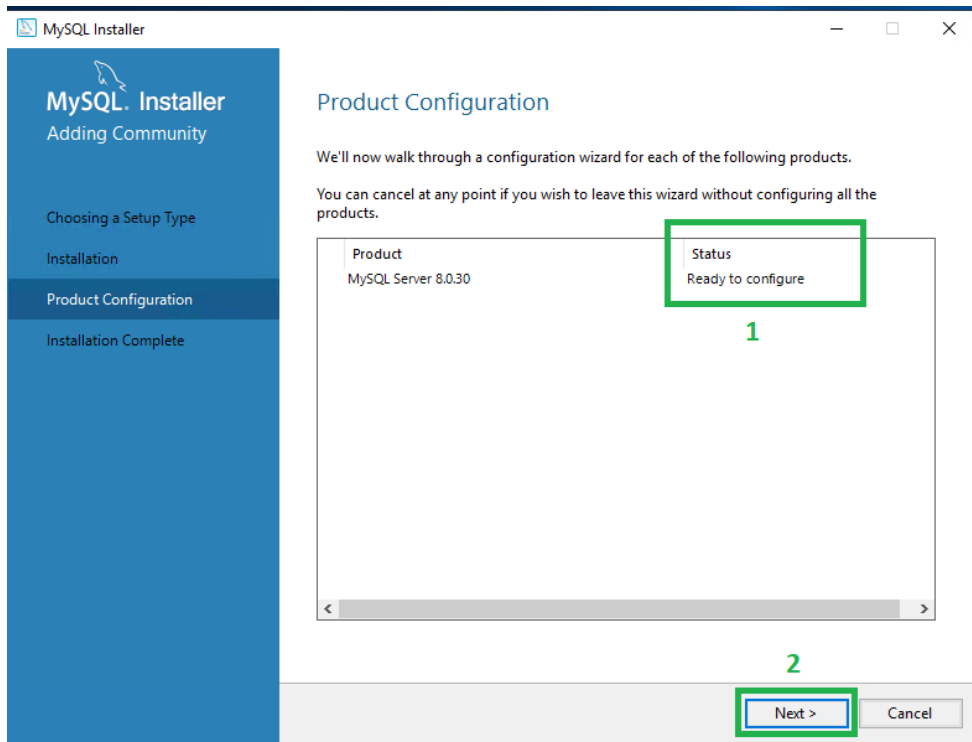 MySQL Installer
MySQL. Installer
Adding Community
Choosing a Setup Type
Installation
Product Configuration
Installation Complete
Product Configuration
We'll now walk through a configuration wizard for each of the following products.
You can cancel at any point if you wish to leave this wizard without configuring all the
products.
Product Status
MySQL Server 8.0.30 Ready to configure
1
2
Next > Cancel